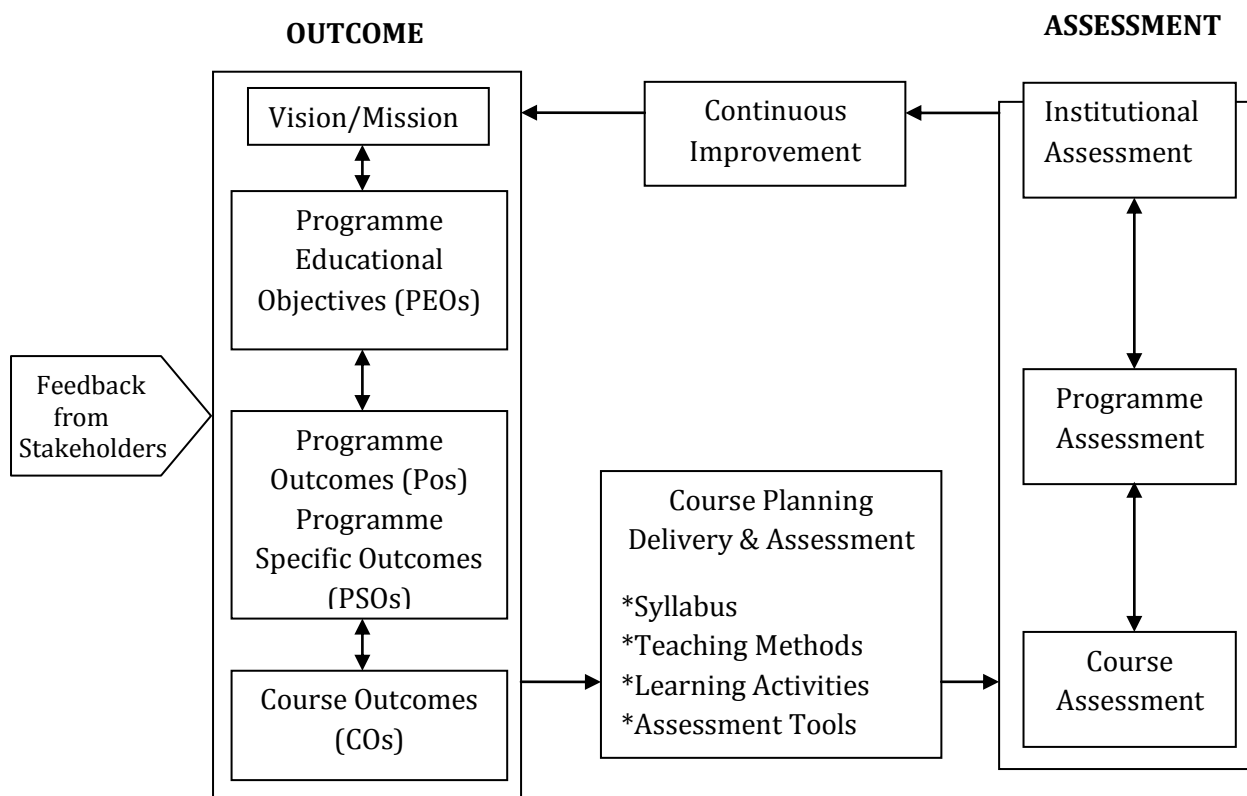 OUTCOME
ASSESSMENT
Vision/Mission
Programme
Educational
Objectives (PEOs)
Feedback
from
Stakeholders
Programme
Outcomes (Pos)
Programme
Specific Outcomes
(PSOs)
Course Outcomes
(COs)
Continuous
Improvement
Course Planning
Delivery & Assessment
*Syllabus
*Teaching Methods
*Learning Activities
*Assessment Tools
Institutional
Assessment
Programme
Assessment
Course
Assessment